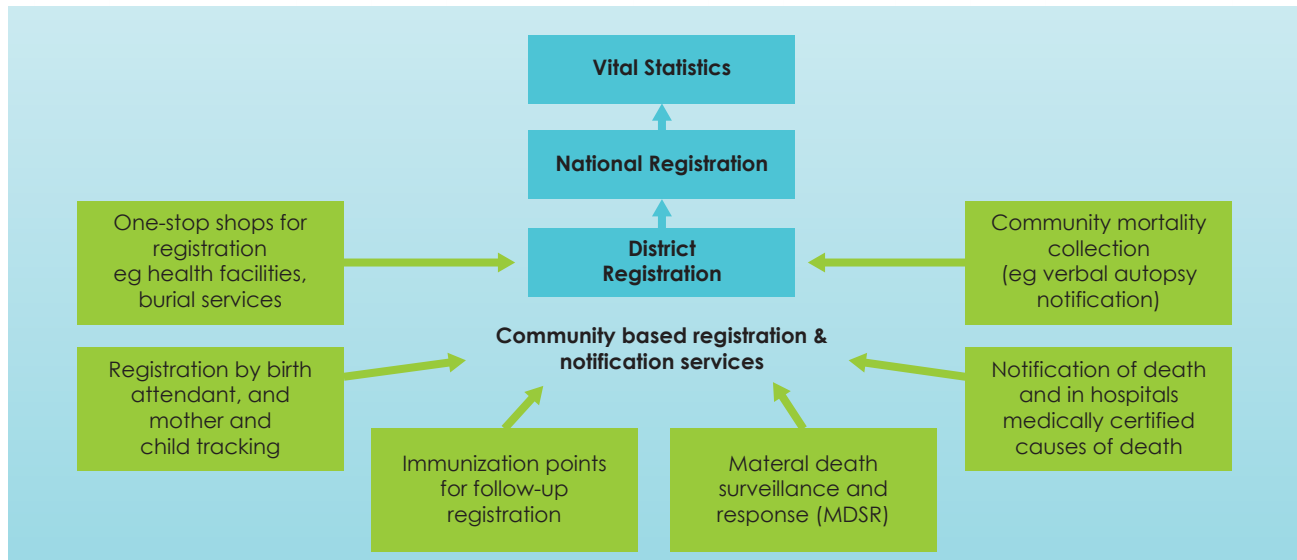 Vital Statistics
National Registration
District
Registration
One-stop shops for
registration
eg health facilities,
burial services
Community mortality
collection
(eg verbal autopsy
notification)
Community based registration &
notification services
Registration by birth
attendant, and
mother and
child tracking
Notification of death
and in hospitals
medically certified
causes of death
Immunization points
for follow-up
registration
Materal death
surveillance and
response (MDSR)